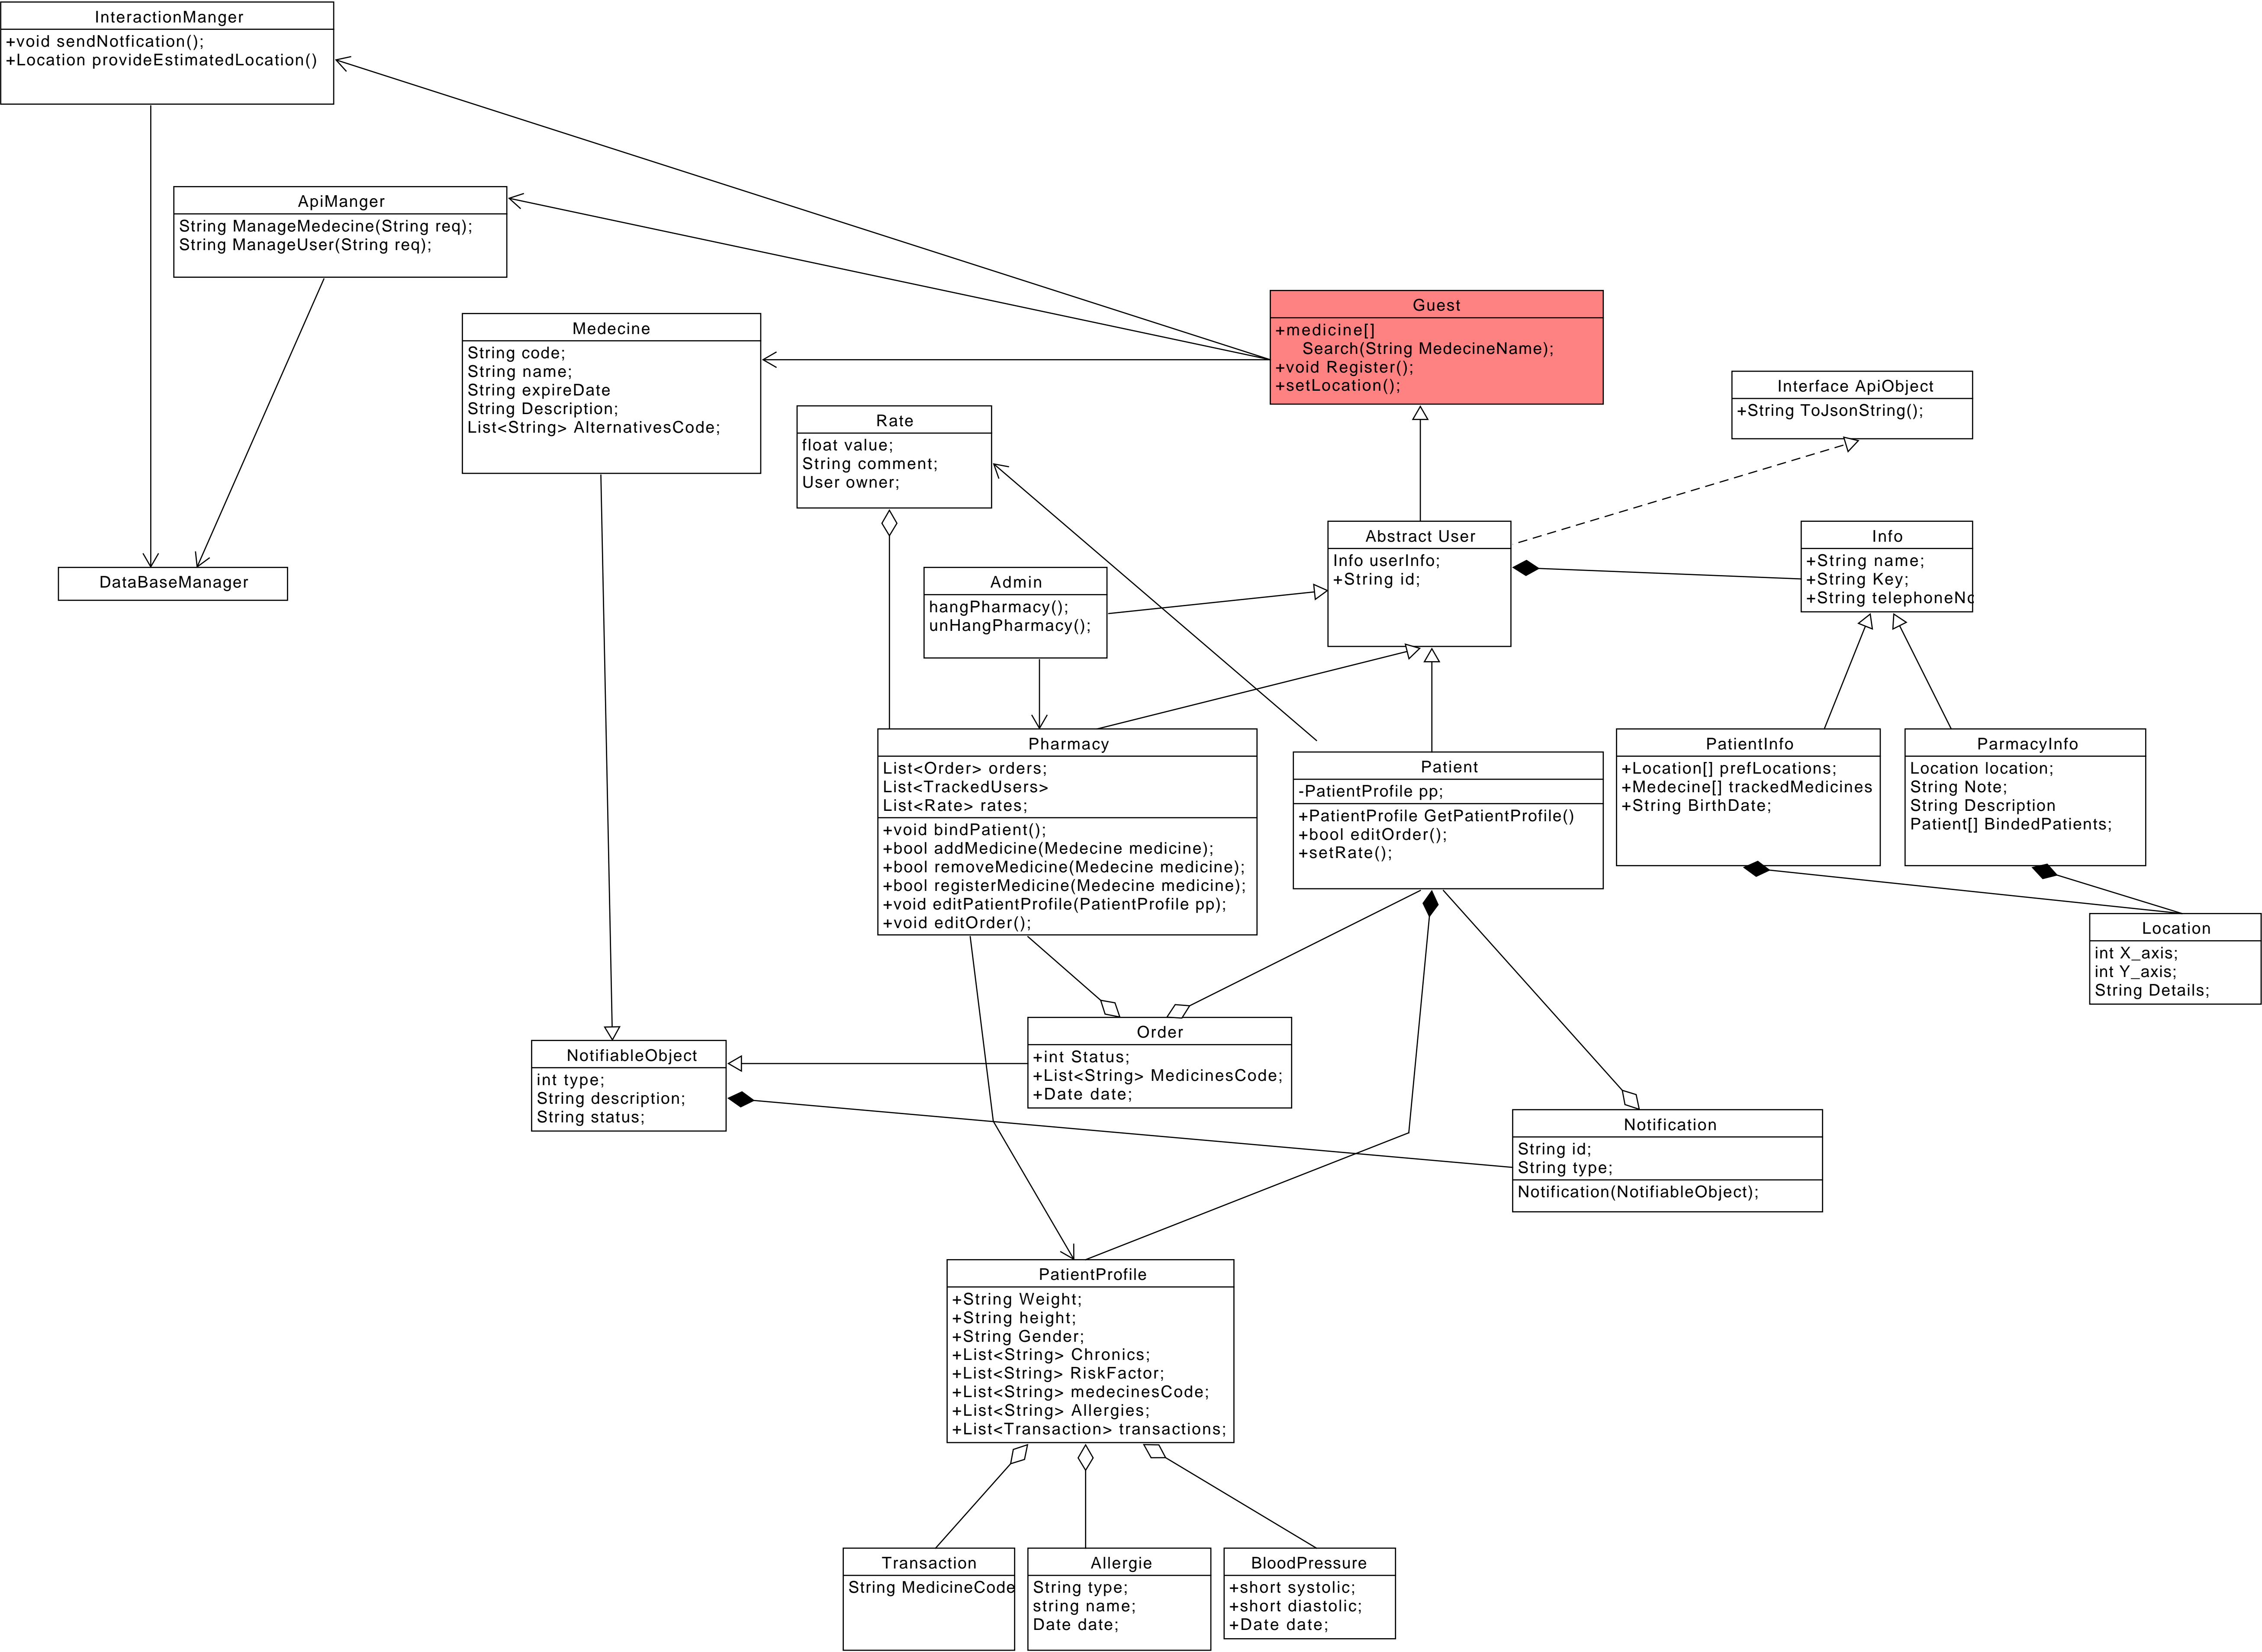 InteractionManger
+void sendNotfication();
+Location provideEstimatedLocation()
ApiManger
String ManageMedecine(String req);
String ManageUser(String req);
Guest
+medicine[]
Search(String MedecineName);
+void Register();
+setLocation();
Medecine
String code;
String name;
String expireDate
String Description;
List<String> AlternativesCode;
Interface ApiObject
+String ToJsonString();
Rate
float value;
String comment;
User owner;
Abstract User
Info userInfo;
+String id;
Info
+String name;
+String Key;
+String telephoneNo
DataBaseManager
Admin
hangPharmacy();
unHangPharmacy();
Pharmacy
List<Order> orders;
List<TrackedUsers>
List<Rate> rates;
+void bindPatient();
+bool addMedicine(Medecine medicine);
+bool removeMedicine(Medecine medicine);
+bool registerMedicine(Medecine medicine);
+void editPatientProfile(PatientProfile pp);
+void editOrder();
Patient
-PatientProfile pp;
+PatientProfile GetPatientProfile()
+bool editOrder();
+setRate();
PatientInfo
+Location[] prefLocations;
+Medecine[] trackedMedicines
+String BirthDate;
ParmacyInfo
Location location;
String Note;
String Description
Patient[] BindedPatients;
Location
int X_axis;
int Y_axis;
String Details;
NotifiableObject
int type;
String description;
String status;
Order
+int Status;
+List<String> MedicinesCode;
+Date date;
Notification
String id;
String type;
Notification(NotifiableObject);
PatientProfile
+String Weight;
+String height;
+String Gender;
+List<String> Chronics;
+List<String> RiskFactor;
+List<String> medecinesCode;
+List<String> Allergies;
+List<Transaction> transactions;
Transaction
String MedicineCode
Allergie
String type;
string name;
Date date;
BloodPressure
+short systolic;
+short diastolic;
+Date date;